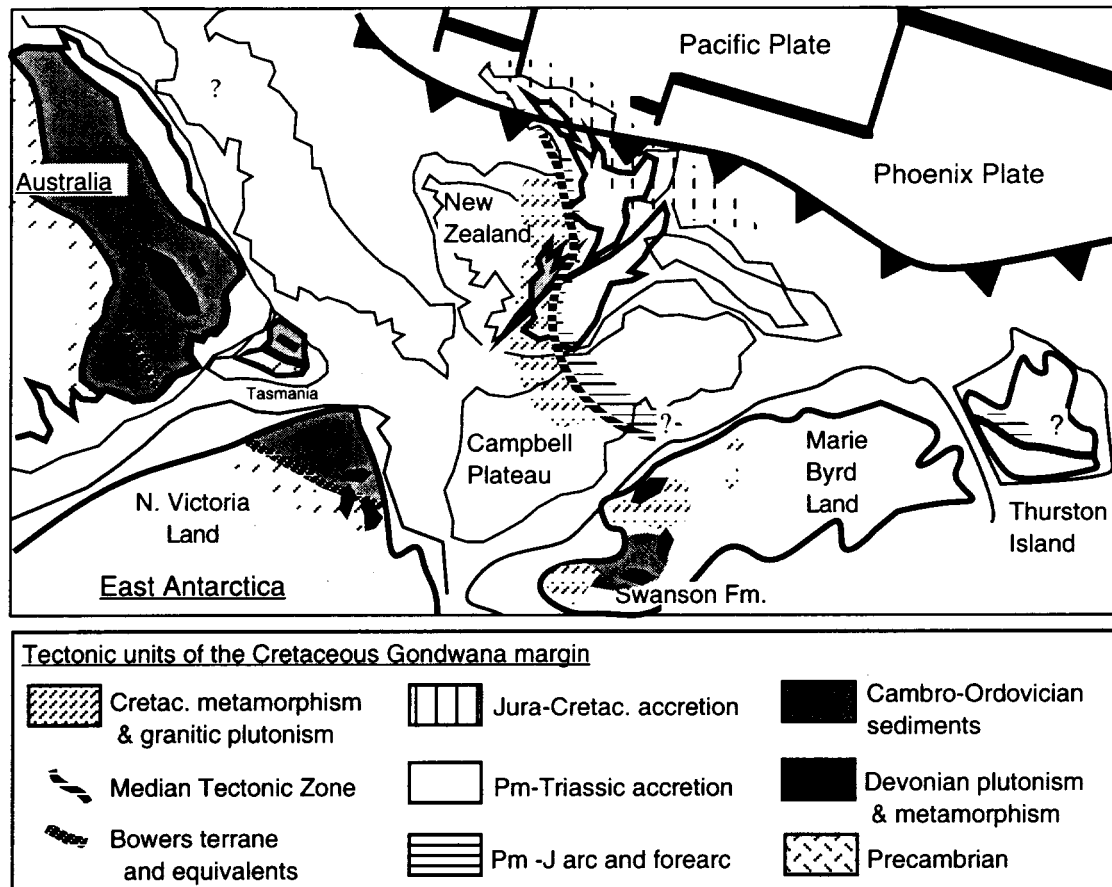 Pacific Plate
?
Australia
Phoenix Plate
New
Zealand
Tasmania
?
Campbell
Plateau
Marie
Byrd
Land
?
N. Victoria
Land
Thurston
Island
East Antarctica
Swanson Fm.
Tectonic units of the Cretaceous Gondwana margin
Cretac. metamorphism
& granitic plutonism
Median Tectonic Zone
Bowers terrane
and equivalents
Jura-Cretac. accretion
Pm-Triassic accretion
Pm -J arc and forearc
Cambro-Ordovician
sediments
Devonian plutonism
& metamorphism
Precambrian